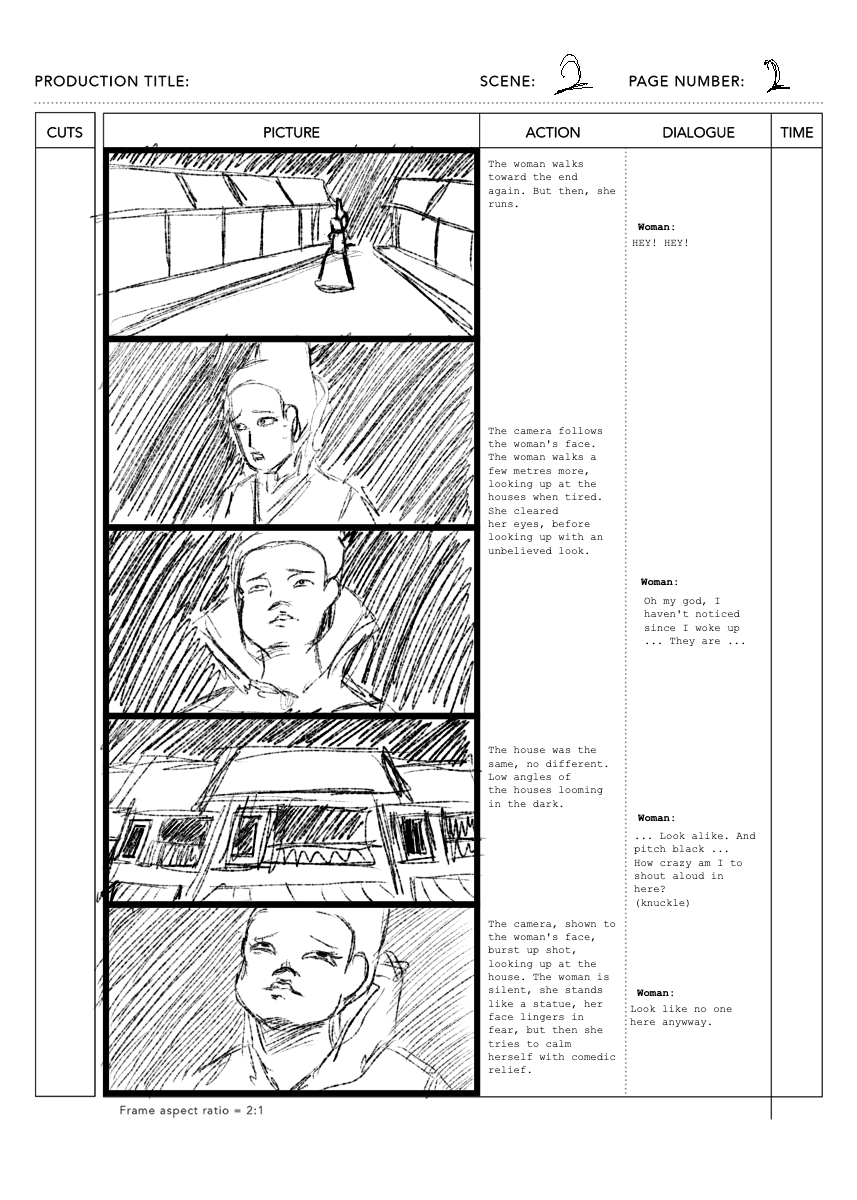 PRODUCTION TITLE:
SCENE: 2
PAGE NUMBER: 2
CUTS
PICTURE
ACTION
DIALOGUE
TIME
The woman walks
toward the end
again. But then, she
runs.
Woman:
HEY! HEY!
The camera follows
the woman's face.
The woman walks a
few metres more,
looking up at the
houses when tired.
She cleared
her eyes, before
looking up with an
unbelieved look.
Woman:
Oh my god, I
haven't noticed
since I woke up
... They are ...
The house was the
same, no different.
Low angles of
the houses looming
in the dark.
Woman:
... Look alike. And
pitch black ...
How crazy am I to
shout aloud in
here?
(knuckle)
The camera, shown to
the woman's face,
burst up shot,
looking up at the
house. The woman is
silent, she stands
like a statue, her
face lingers in
fear, but then she
tries to calm
herself with comedic
relief.
Woman:
Look like no one
here anywway.
Frame aspect ratio = 2:1